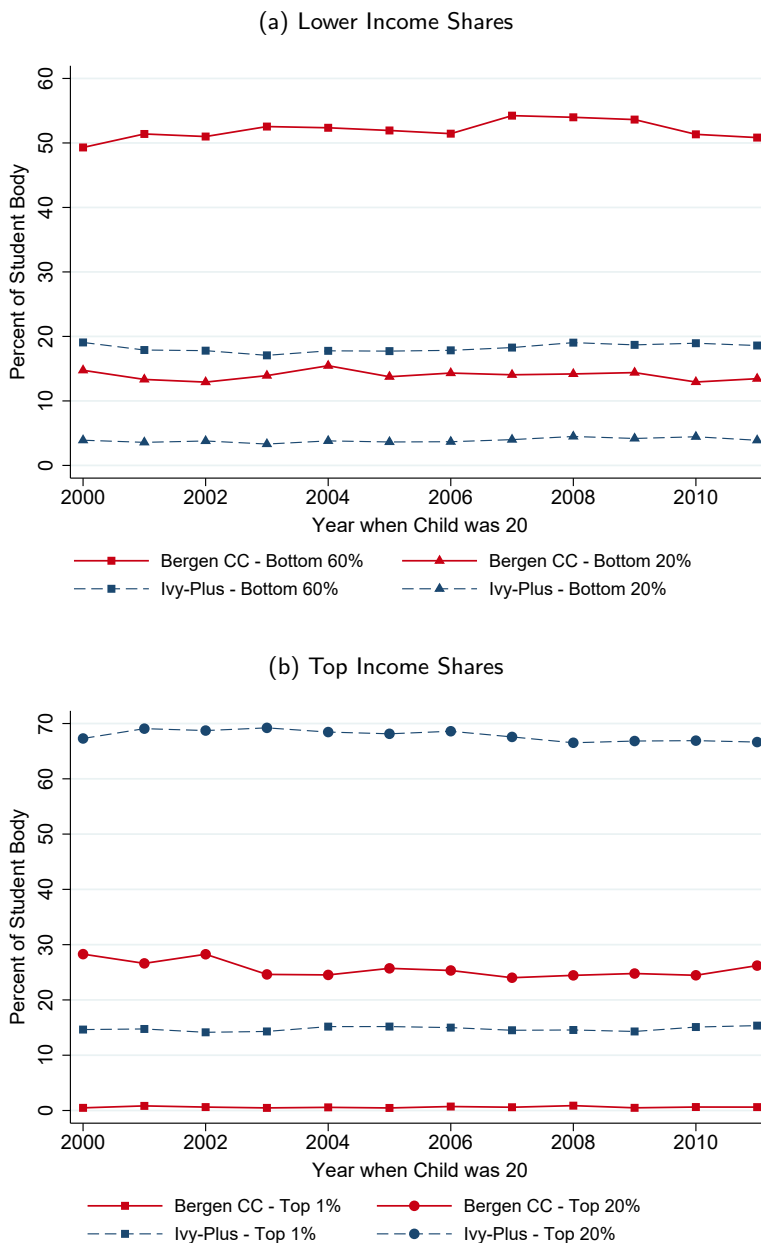 (a) Lower Income Shares
60
50
40
30
20
10
0
Percent of Student Body
2000 2002 2004 2006 2008 2010
Year when Child was 20
Bergen CC - Bottom 60% Bergen CC - Bottom 20%
Ivy-Plus - Bottom 60% Ivy-Plus - Bottom 20%
(b) Top Income Shares
70
60
50
40
30
20
10
0
Percent of Student Body
2000 2002 2004 2006 2008 2010
Year when Child was 20
Bergen CC - Top 1% Bergen CC - Top 20%
Ivy-Plus - Top 1% Ivy-Plus - Top 20%